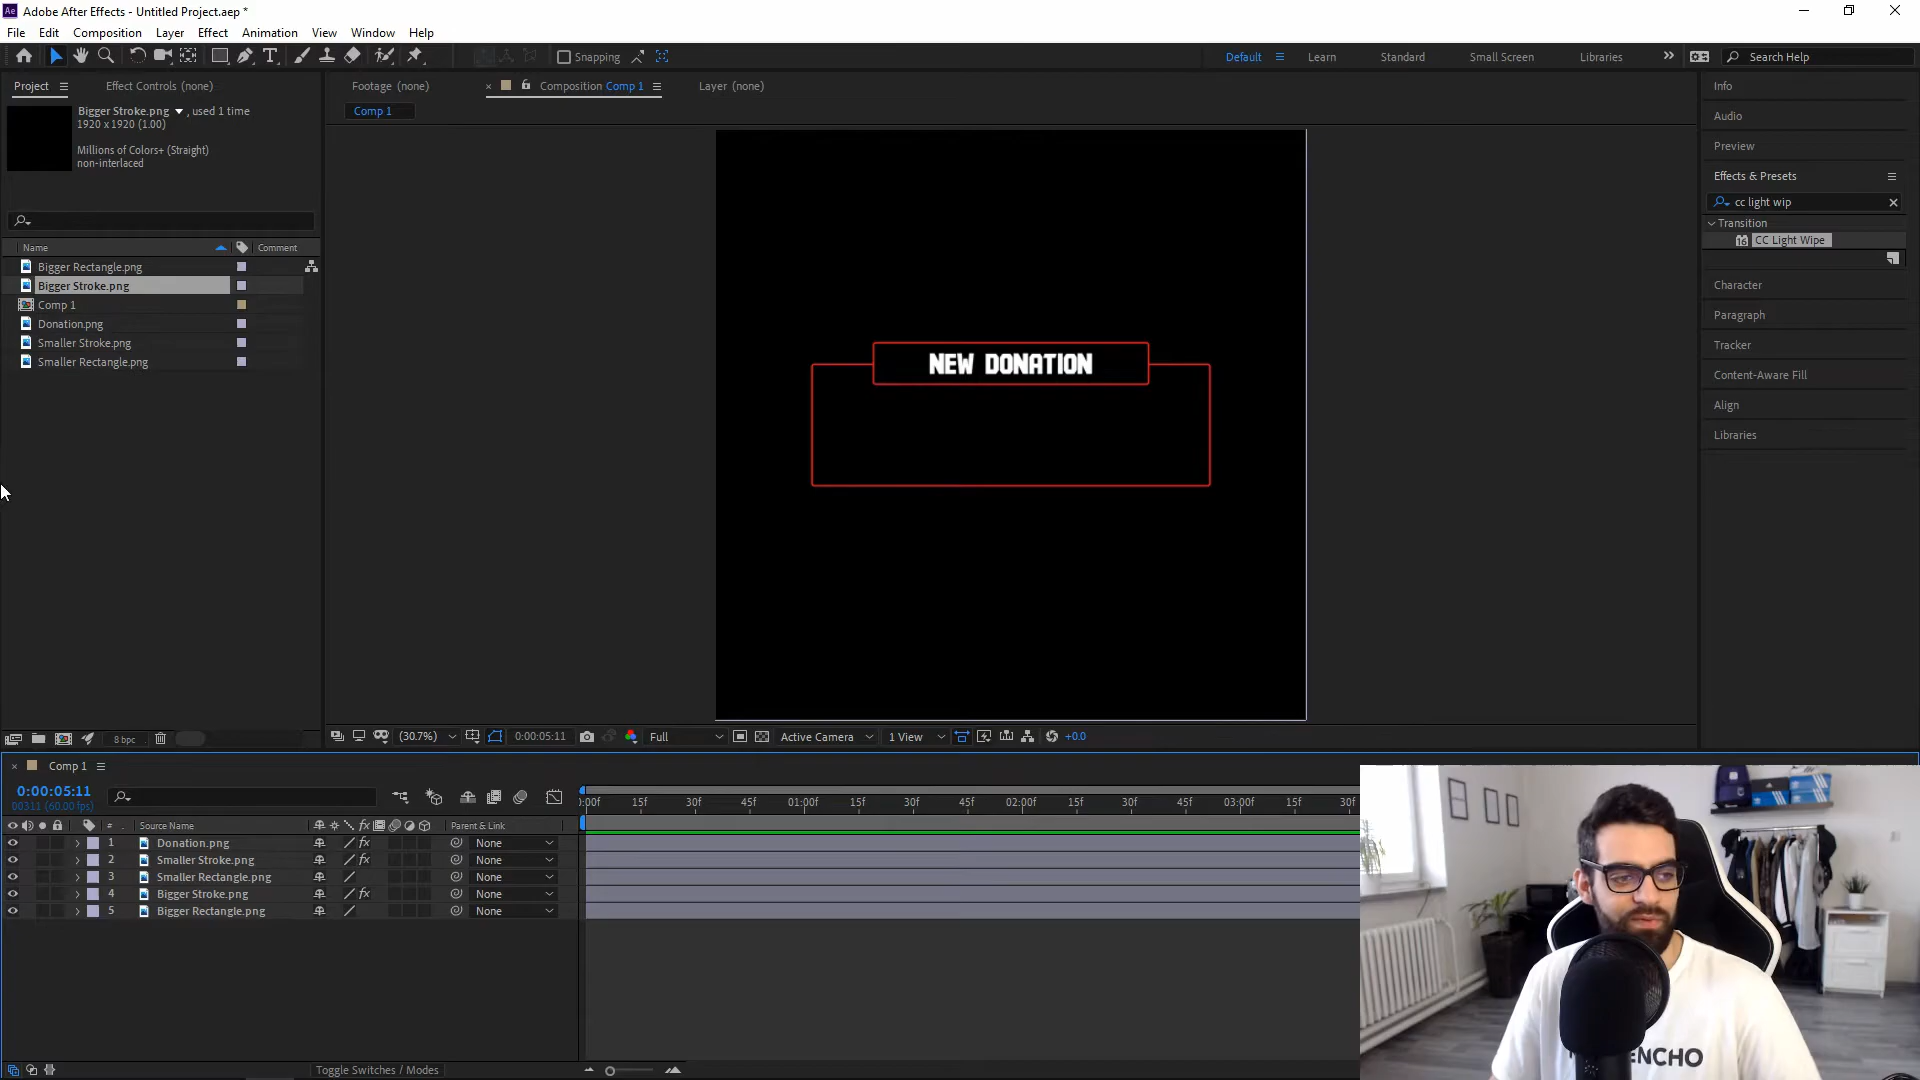 Ae Adobe After Effects - Untitled Project.aep *
File Edit Composition Layer Effect Animation View Window Help
Snapping Default Learn Standard Small Screen Libraries Search Help
Project Effect Controls (none) Footage (none) Composition Comp 1 Layer (none)
Comp 1
Bigger Stroke.png , used 1 time
1920 x 1920 (1.00)
Millions of Colors+ (Straight)
non-interlaced
Name Comment
Bigger Rectangle.png
Bigger Stroke.png
Comp 1
Donation.png
Smaller Stroke.png
Smaller Rectangle.png
8 bpc
NEW DONATION
(30.7%) 0:00:05:11 Full Active Camera 1 View +0.0
Info
Audio
Preview
Effects & Presets
cc light wip
Transition
16 CC Light Wipe
Character
Paragraph
Tracker
Content-Aware Fill
Align
Libraries
Comp 1
0:00:05:11
00311 (60.00 fps)
):00f 15f 30f 45f 01:00f 15f 30f 45f 02:00f 15f 30f 45f 03:00f 15f 30f
# Source Name fx Parent & Link
1 Donation.png fx None
2 Smaller Stroke.png fx None
3 Smaller Rectangle.png None
4 Bigger Stroke.png fx None
5 Bigger Rectangle.png None
Toggle Switches / Modes
ENCHO